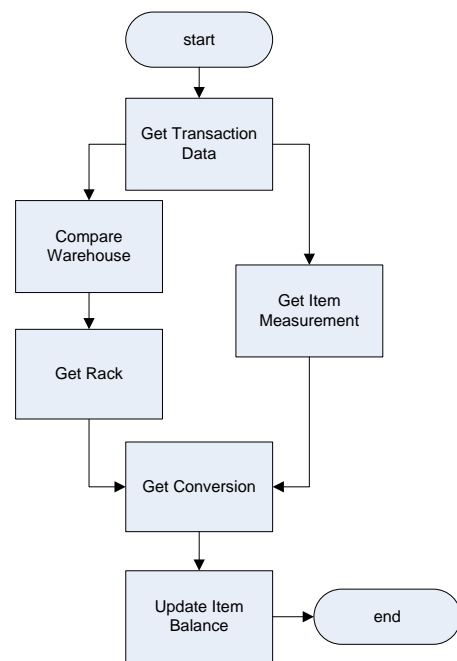 start
Get Transaction
Data
Compare
Warehouse
Get Item
Measurement
Get Rack
Get Conversion
Update Item
Balance
end